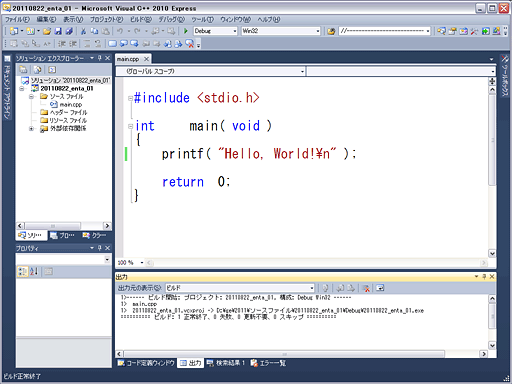 20110822_enta_01 - Microsoft Visual C++ 2010 Express
ファイル(F) 編集(E) 表示(V) プロジェクト(P) ビルド(B) デバッグ(D) ツール(T) ウィンドウ(W) ヘルプ(H)
Debug Win32
ソリューション エクスプローラー
ソリューション '20110822_enta_01'
20110822_enta_01
ソース ファイル
main.cpp
ヘッダー ファイル
リソース ファイル
外部依存関係
ソリ... プロ... クラ...
プロパティ
ドキュメント アウトライン
main.cpp
(グローバル スコープ)
#include <stdio.h>
int main( void )
{
printf( "Hello, World!¥n" );
return 0;
}
100 %
ツールボックス
出力
出力元の表示(S): ビルド
1>------ ビルド開始: プロジェクト: 20110822_enta_01, 構成: Debug Win32 ------
1> main.cpp
1> 20110822_enta_01.vcxproj -> D:¥ge¥2011¥ソースファイル¥20110822_enta_01¥Debug¥20110822_enta_01.exe
========== ビルド: 1 正常終了、0 失敗、0 更新不要、0 スキップ ==========
コード定義ウィンドウ 出力 検索結果 1 エラー一覧
ビルド正常終了